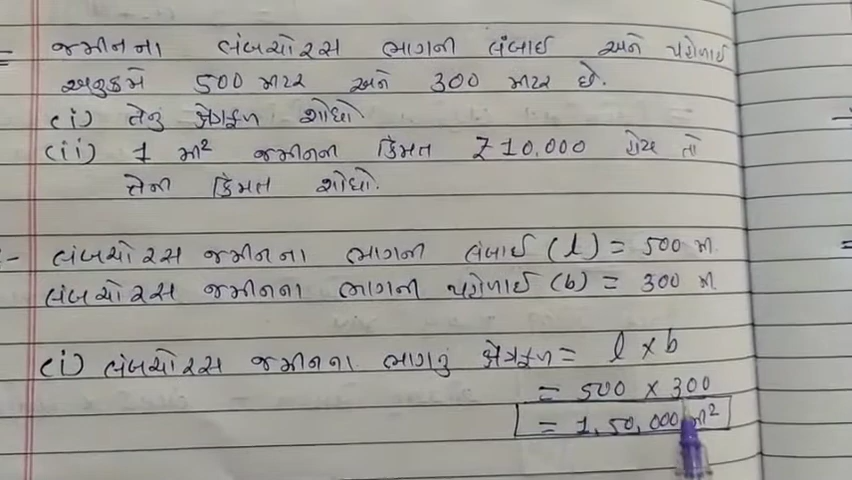 જમીનના લંબચોરસ ભાગની લંબાઈ અને પહોળાઈ
અનુક્રમે 500 મીટર અને 300 મીટર છે.
(i) તેનું ક્ષેત્રફળ શોધો
(ii) 1 મી² જમીનની કિંમત ₹10,000 હોય તો
તેની કિંમત શોધો.
:- લંબચોરસ જમીનના ભાગની લંબાઈ (l) = 500 મી
લંબચોરસ જમીનના ભાગની પહોળાઈ (b) = 300 મી
(i) લંબચોરસ જમીનના ભાગનું ક્ષેત્રફળ = l × b
= 500 × 300
= 1,50,000 મી²